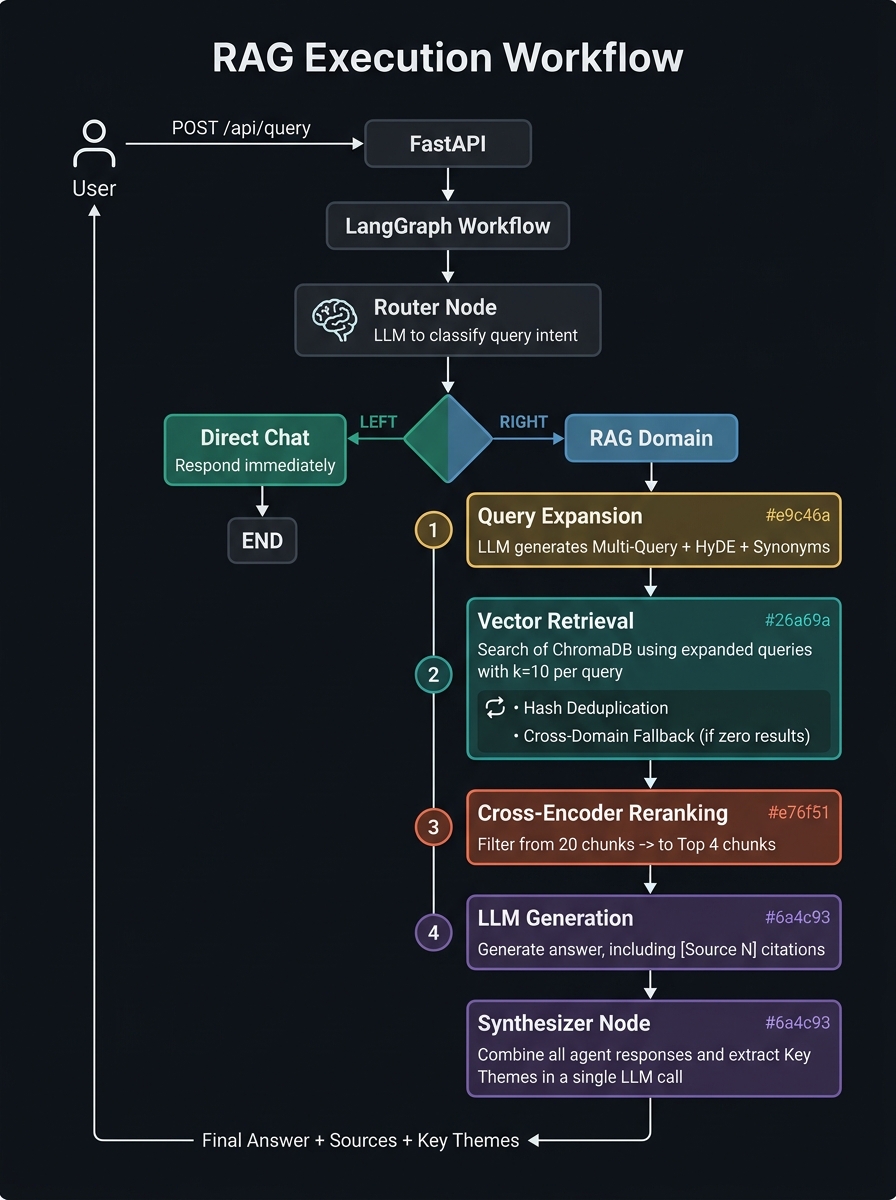 RAG Execution Workflow
POST /api/query
User
FastAPI
LangGraph Workflow
Router Node
LLM to classify query intent
LEFT
RIGHT
Direct Chat
Respond immediately
END
RAG Domain
1
Query Expansion
#e9c46a
LLM generates Multi-Query + HyDE + Synonyms
2
Vector Retrieval
#26a69a
Search of ChromaDB using expanded queries
with k=10 per query
• Hash Deduplication
• Cross-Domain Fallback (if zero results)
3
Cross-Encoder Reranking
#e76f51
Filter from 20 chunks -> to Top 4 chunks
4
LLM Generation
#6a4c93
Generate answer, including [Source N] citations
Synthesizer Node
#6a4c93
Combine all agent responses and extract Key
Themes in a single LLM call
Final Answer + Sources + Key Themes